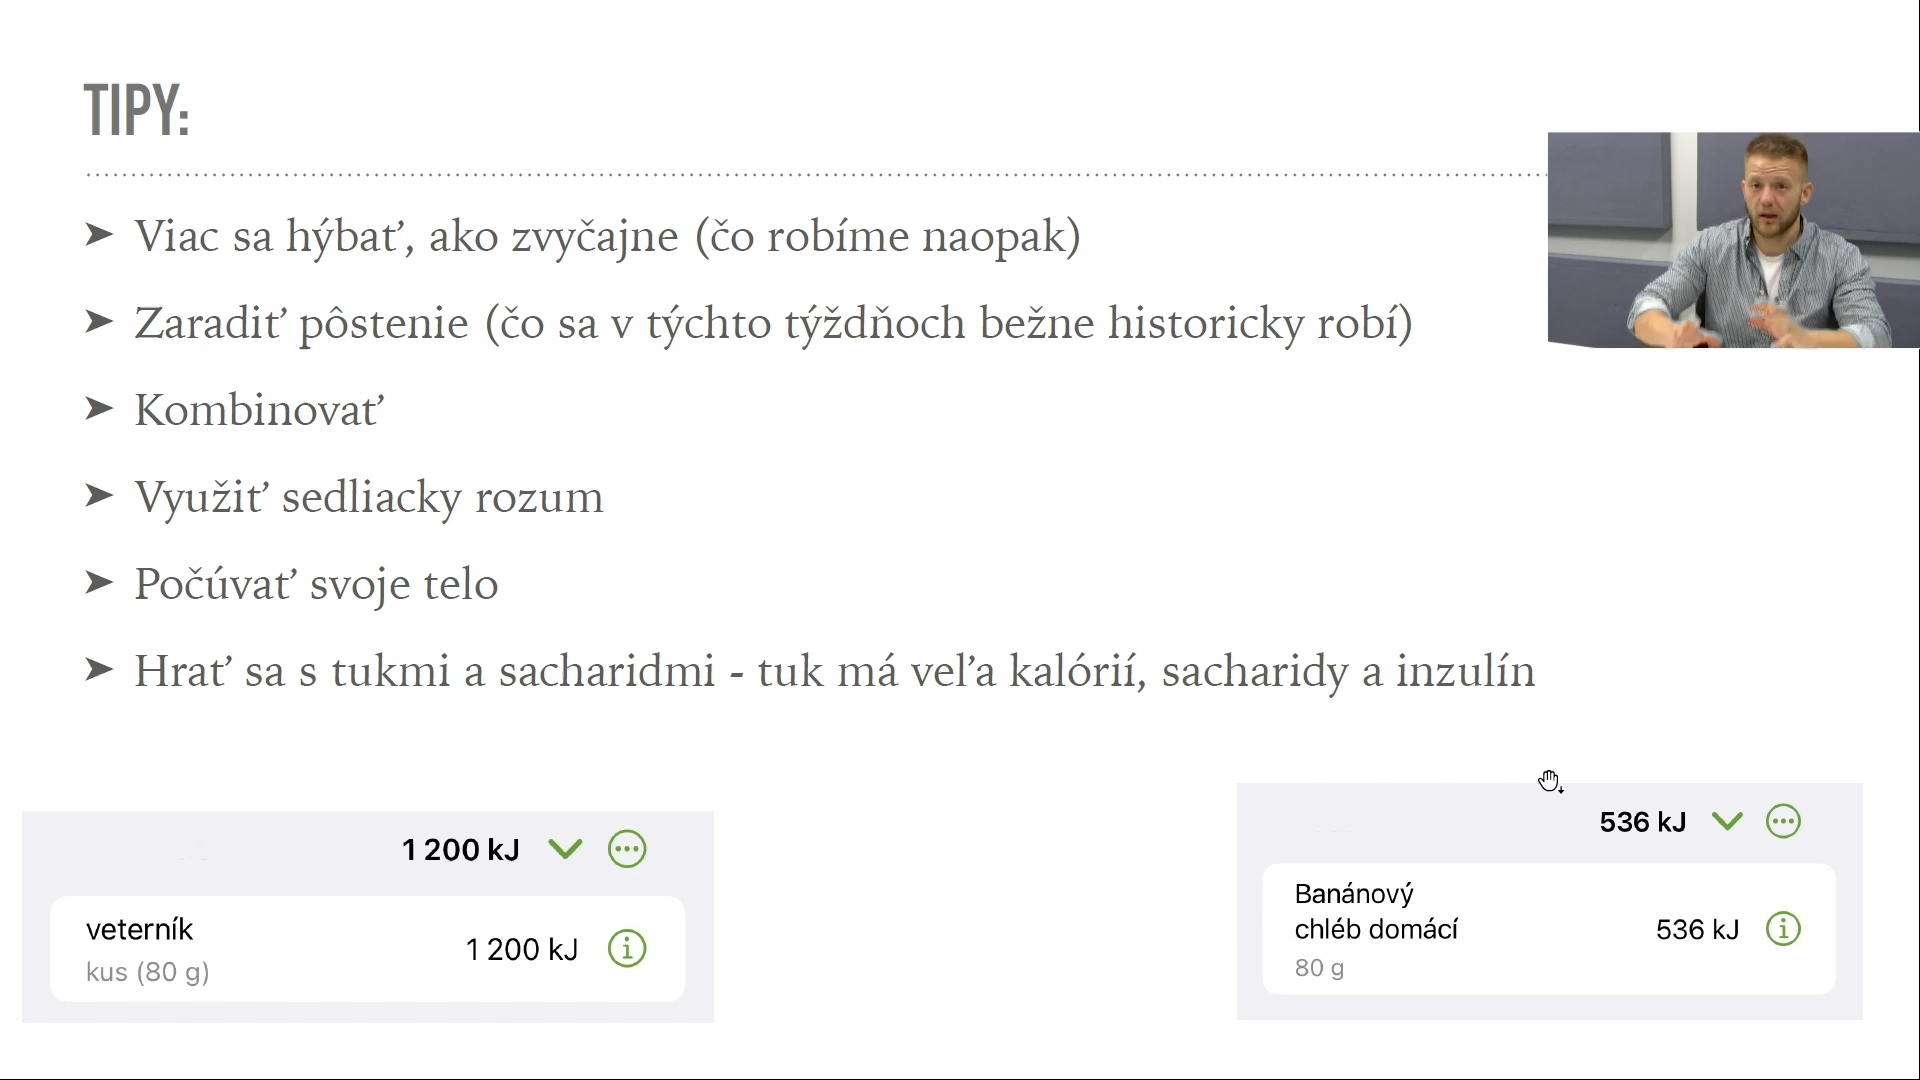 TIPY:
➤ Viac sa hýbať, ako zvyčajne (čo robíme naopak)
➤ Zaradiť pôstenie (čo sa v týchto týždňoch bežne historicky robí)
➤ Kombinovať
➤ Využiť sedliacky rozum
➤ Počúvať svoje telo
➤ Hrať sa s tukmi a sacharidmi - tuk má veľa kalórií, sacharidy a inzulín
1 200 kJ
veterník
1 200 kJ
kus (80 g)
536 kJ
Banánový
chléb domácí
536 kJ
80 g